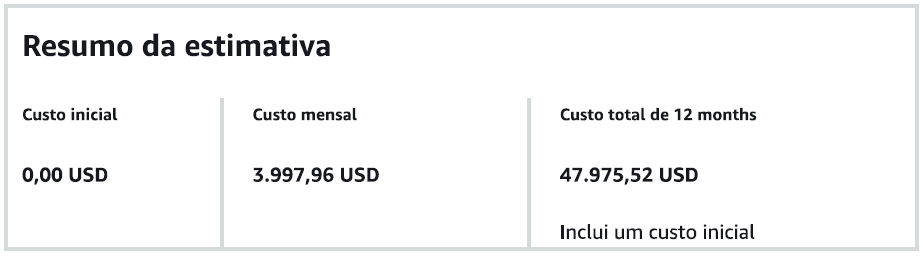 Resumo da estimativa
Custo inicial
0,00 USD
Custo mensal
3.997,96 USD
Custo total de 12 months
47.975,52 USD
Inclui um custo inicial